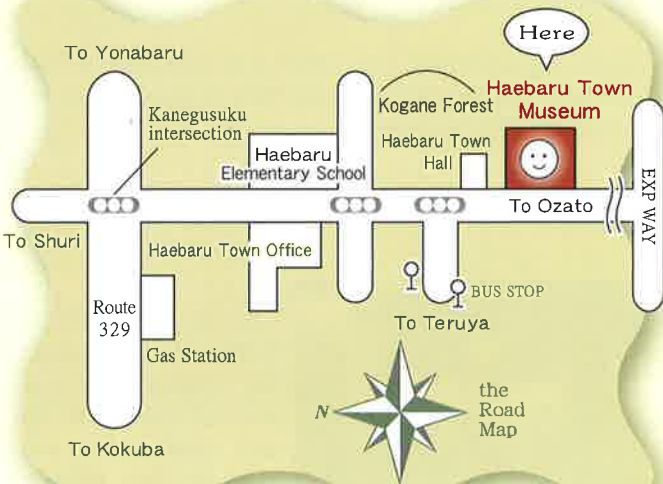 Here
To Yonabaru
Haebaru Town
Museum
Kogane Forest
Kanegusuku
intersection
Haebaru Town
Hall
Haebaru
Elementary School
EXP WAY
To Ozato
To Shuri
Haebaru Town Office
BUS STOP
Route
329
To Teruya
Gas Station
the
Road
Map
N
To Kokuba